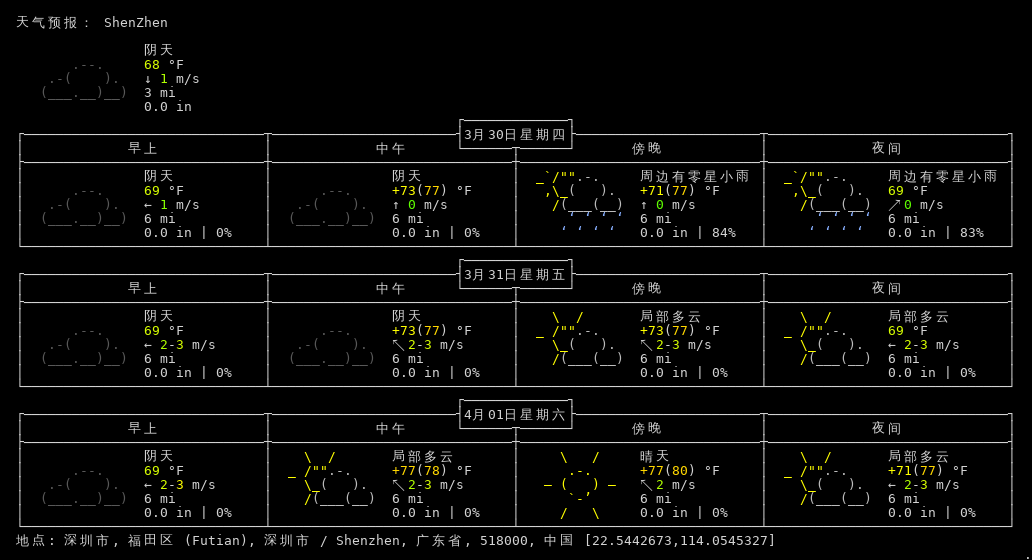 天气预报： ShenZhen
阴天
68 °F
↓ 1 m/s
3 mi
0.0 in
3月30日星期四
早上 中午 傍晚 夜间
阴天 阴天 周边有零星小雨 周边有零星小雨
69 °F +73(77) °F +71(77) °F 69 °F
← 1 m/s ↑ 0 m/s ↑ 0 m/s ↗0 m/s
6 mi 6 mi 6 mi 6 mi
0.0 in | 0% 0.0 in | 0% 0.0 in | 84% 0.0 in | 83%
3月31日星期五
早上 中午 傍晚 夜间
阴天 阴天 局部多云 局部多云
69 °F +73(77) °F +73(77) °F 69 °F
← 2-3 m/s ↖2-3 m/s ↖2-3 m/s ← 2-3 m/s
6 mi 6 mi 6 mi 6 mi
0.0 in | 0% 0.0 in | 0% 0.0 in | 0% 0.0 in | 0%
4月01日星期六
早上 中午 傍晚 夜间
阴天 局部多云 晴天 局部多云
69 °F +77(78) °F +77(80) °F +71(77) °F
← 2-3 m/s ↖2-3 m/s ↖2 m/s ← 2-3 m/s
6 mi 6 mi 6 mi 6 mi
0.0 in | 0% 0.0 in | 0% 0.0 in | 0% 0.0 in | 0%
地点: 深圳市, 福田区 (Futian), 深圳市 / Shenzhen, 广东省, 518000, 中国 [22.5442673,114.0545327]